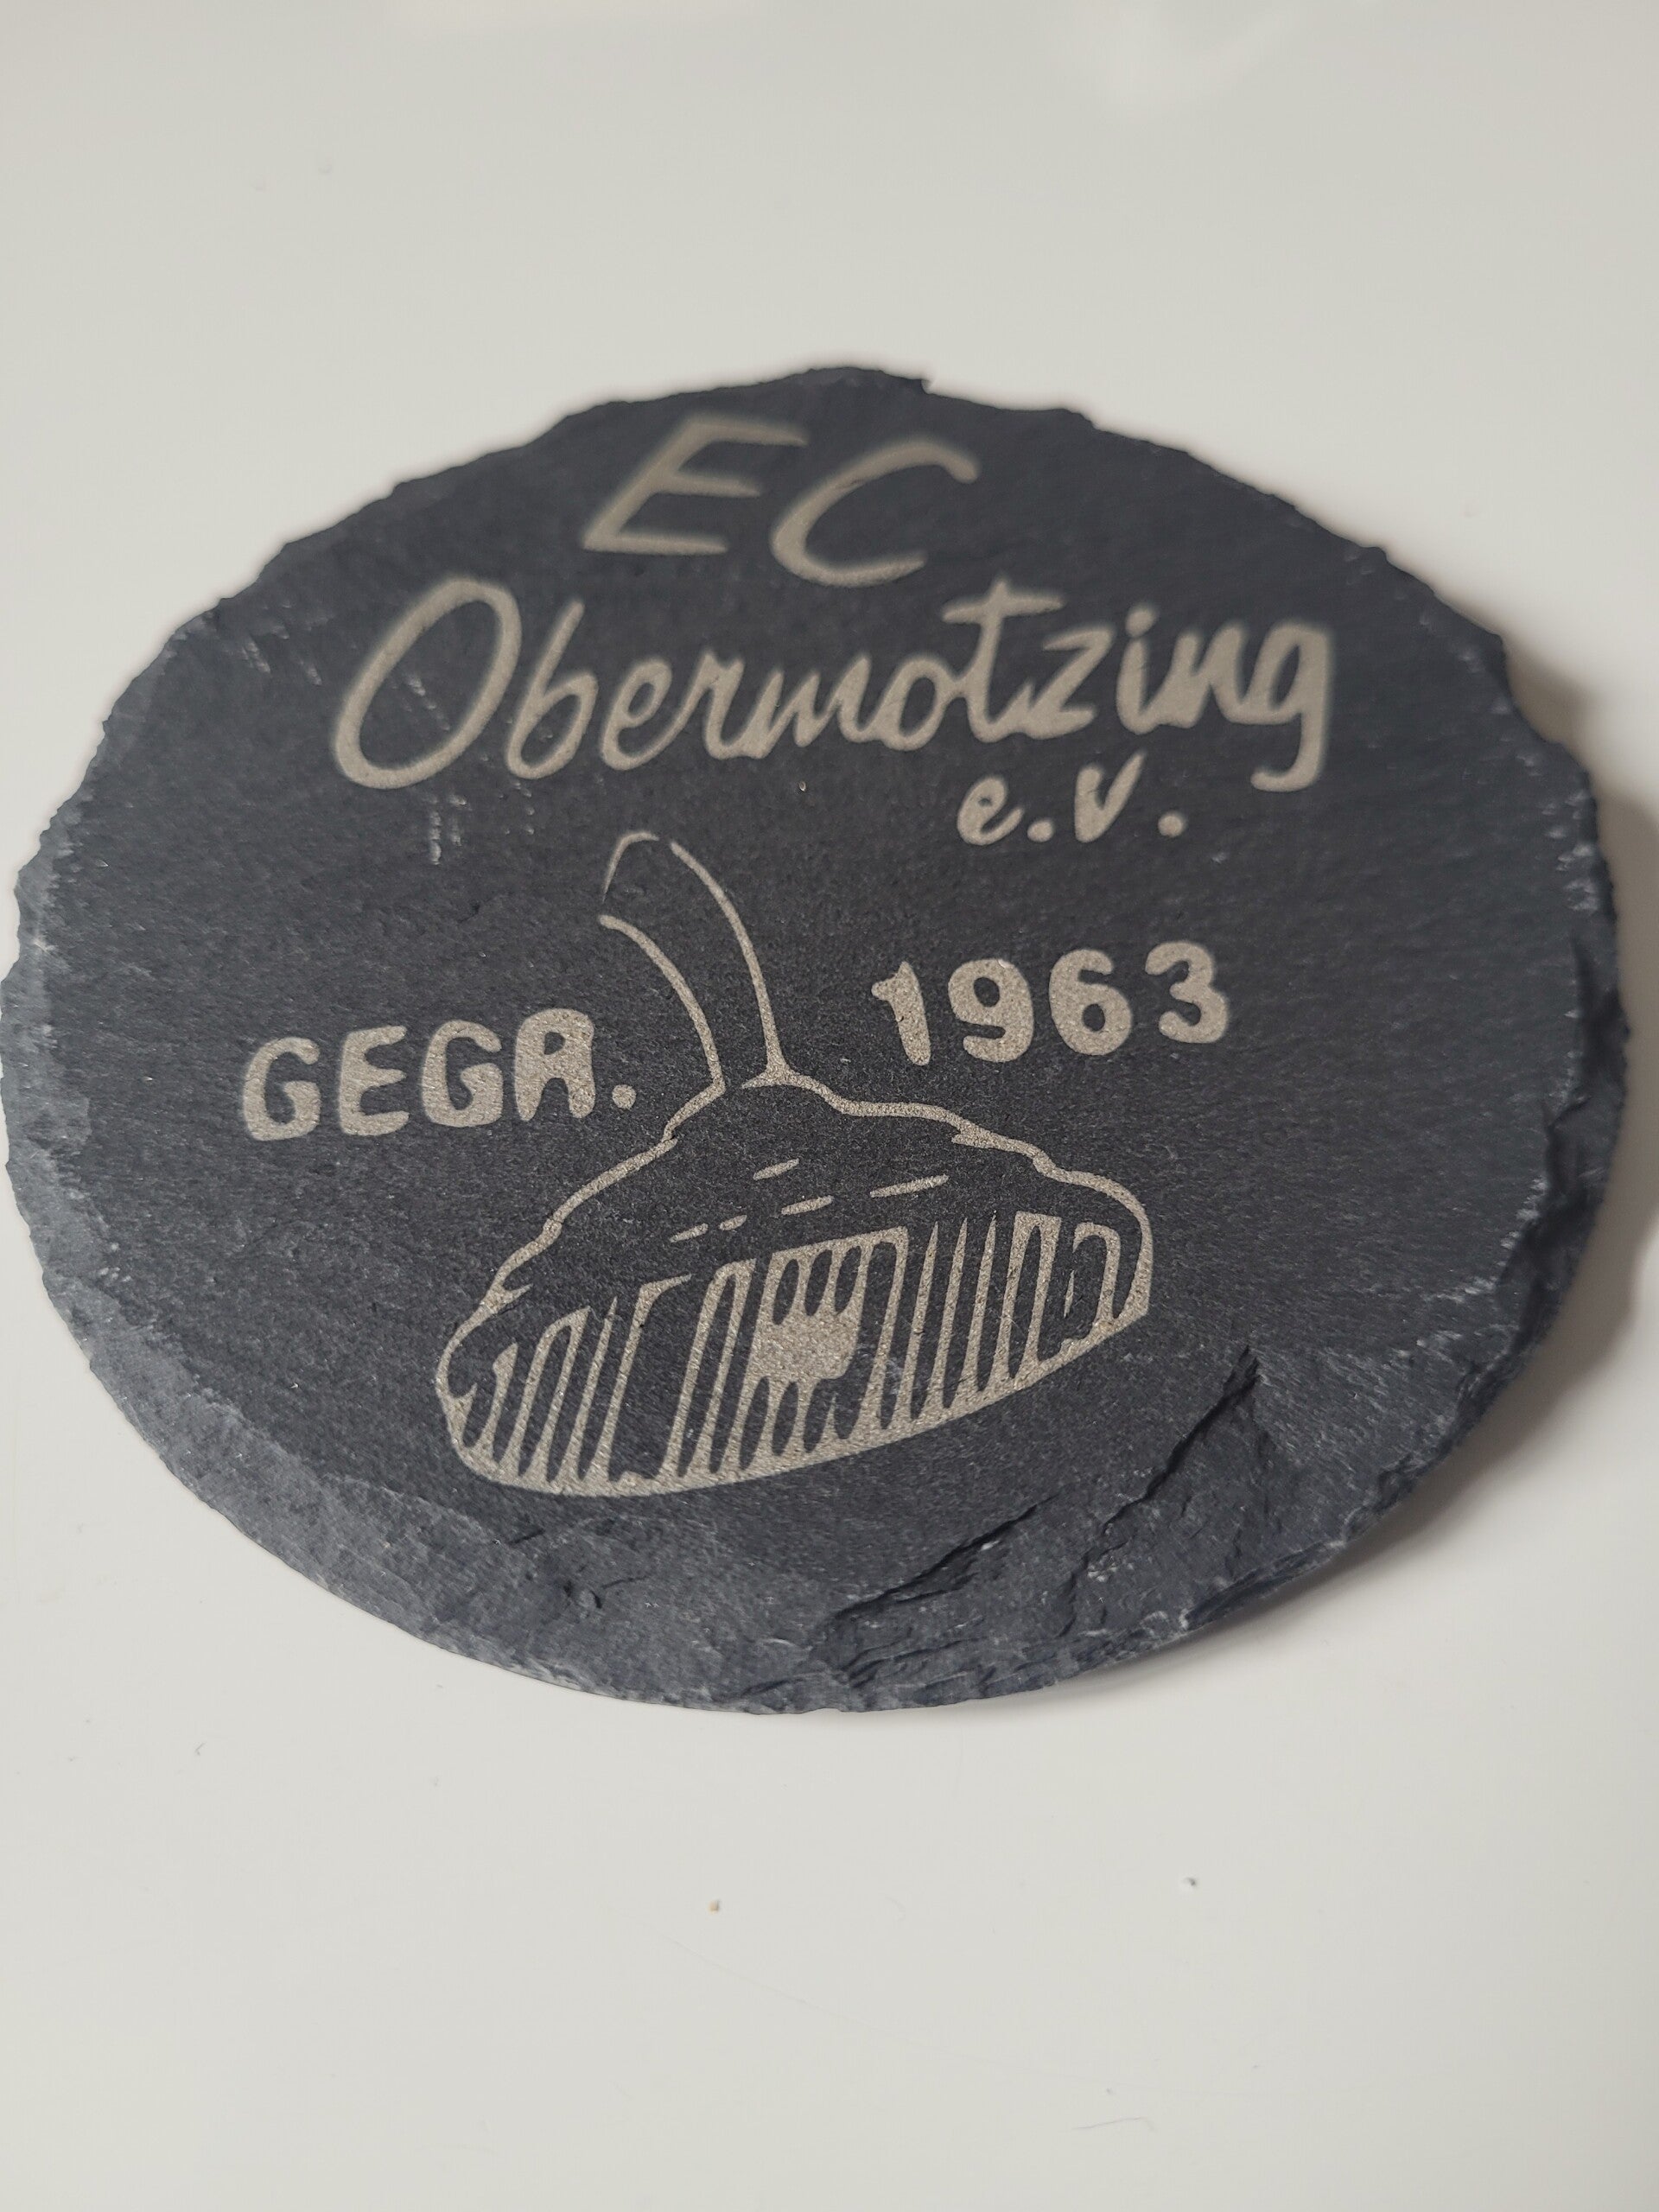 EC
Obermotzing
e.V.
GEGR. 1963